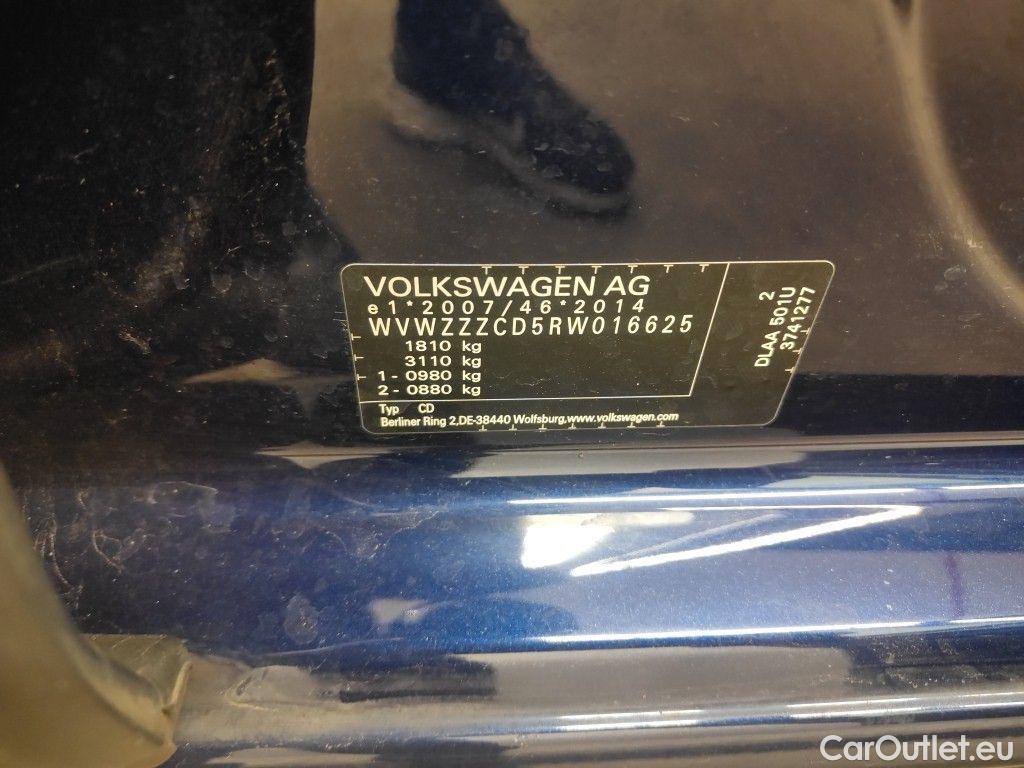 VOLKSWAGEN AG
e1*2007/46*2014
WVWZZZCD5RW016625
1810 kg
3110 kg
1- 0980 kg
2- 0880 kg
Typ CD
Berliner Ring 2,DE-38440 Wolfsburg,www.volkswagen.com
2
DLAA 501U
3741277
CarOutlet.eu